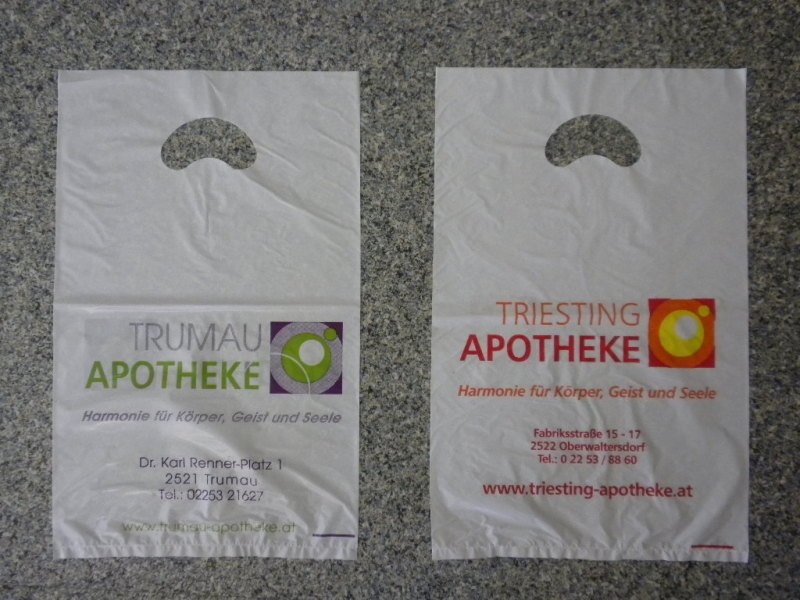 TRUMAU
APOTHEKE
Harmonie für Körper, Geist und Seele
Dr. Karl Renner-Platz 1
2521 Trumau
Tel.: 02253 21627
www.trumau-apotheke.at
TRIESTING
APOTHEKE
Harmonie für Körper, Geist und Seele
Fabriksstraße 15 - 17
2522 Oberwaltersdorf
Tel.: 0 22 53 / 88 60
www.triesting-apotheke.at